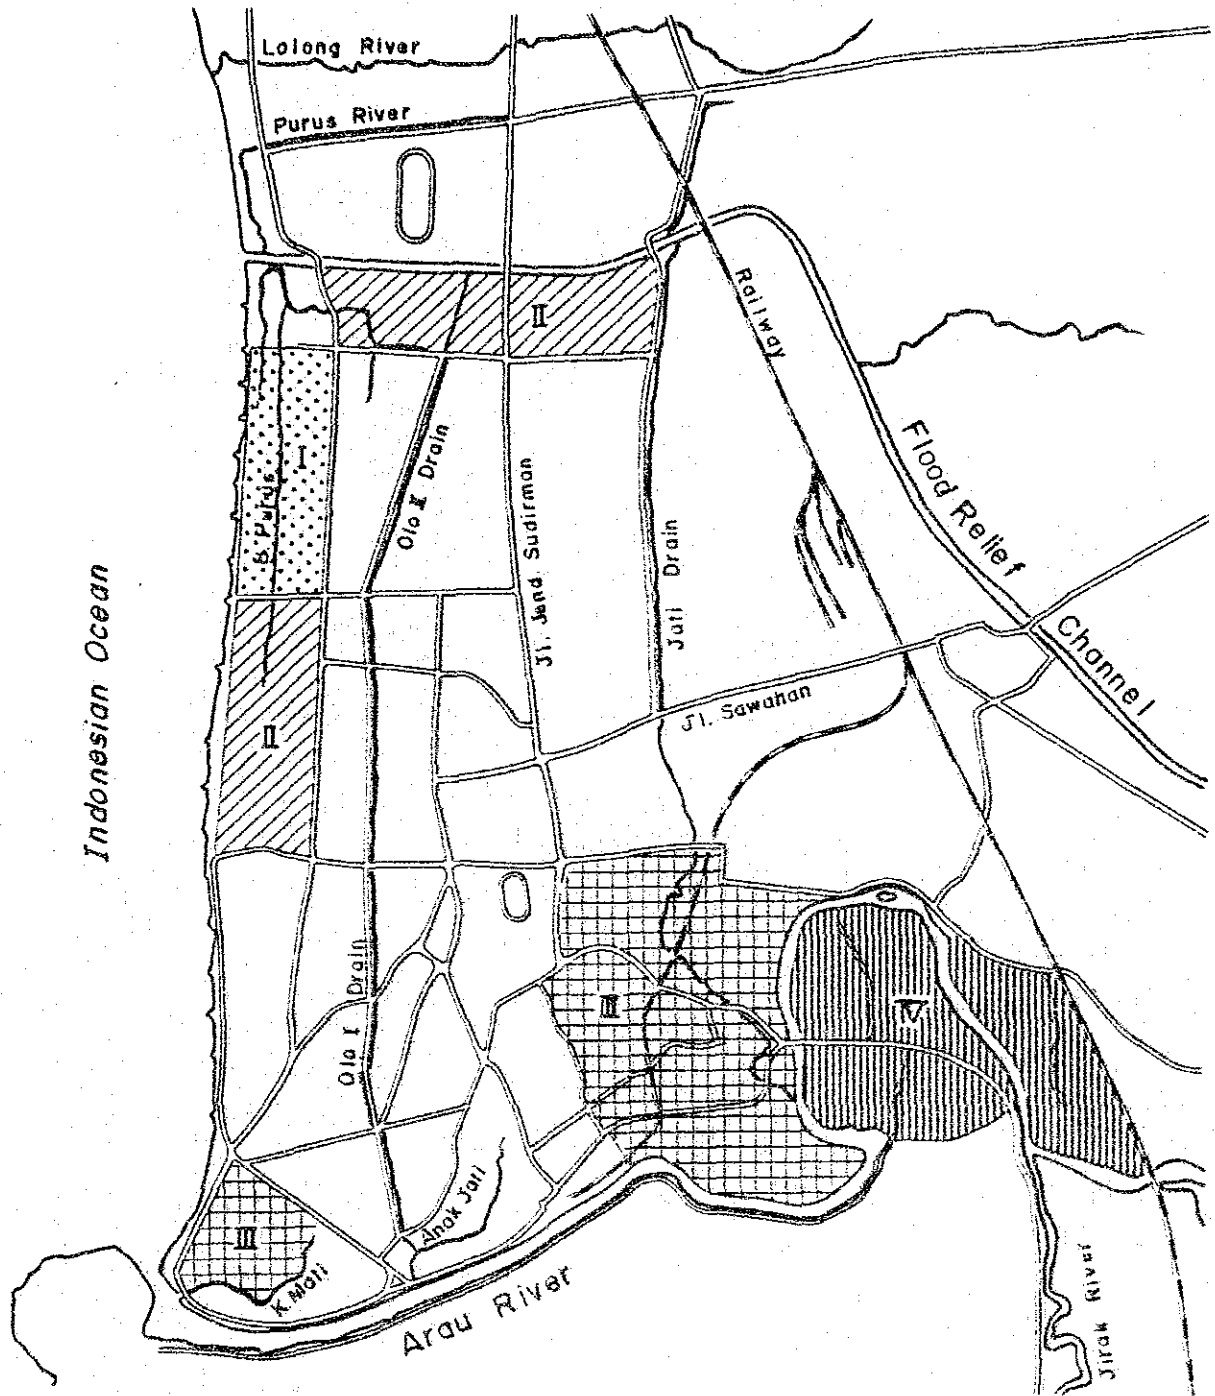 Lolong River
Purus River
Railway
II
I
B. Purus
Olo II Drain
Jl. Jend Sudirman
Jati Drain
Flood Relief Channel
Indonesian Ocean
II
Jl. Sawahan
Olo I Drain
III
IV
III
K. Mati
Anak Jati
Arau River
Jirak River